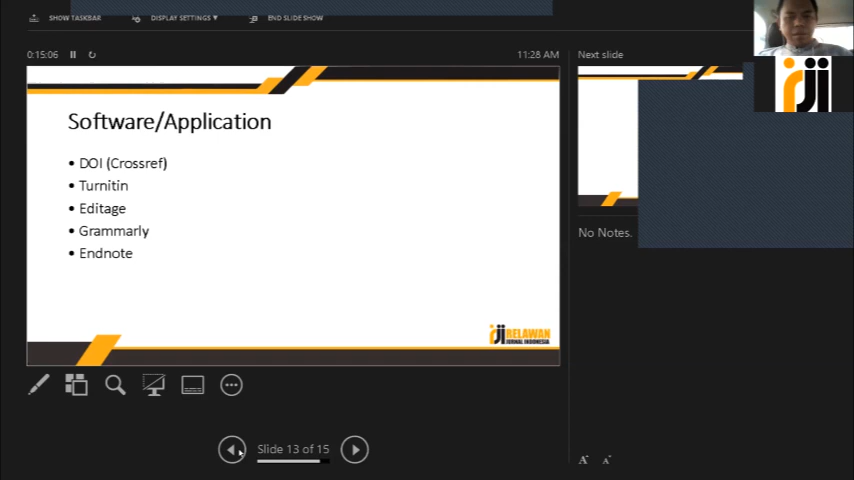 SHOW TASKBAR
DISPLAY SETTINGS ▼
END SLIDE SHOW
0:15:06
11:28 AM
Next slide
Software/Application
• DOI (Crossref)
• Turnitin
• Editage
• Grammarly
• Endnote
RELAWAN
JURNAL INDONESIA
No Notes.
Slide 13 of 15
A A